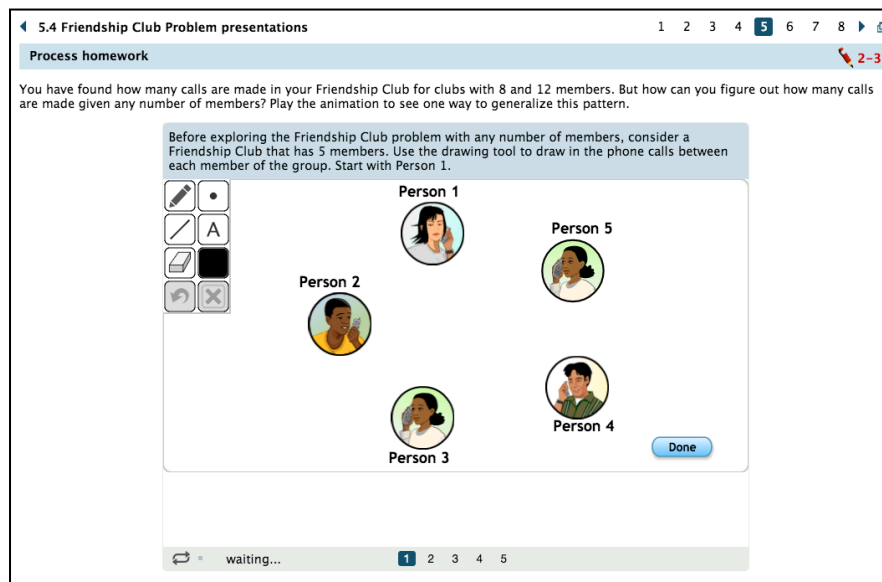 5.4 Friendship Club Problem presentations
1 2 3 4 5 6 7 8
Process homework
2-3
You have found how many calls are made in your Friendship Club for clubs with 8 and 12 members. But how can you figure out how many calls
are made given any number of members? Play the animation to see one way to generalize this pattern.
Before exploring the Friendship Club problem with any number of members, consider a
Friendship Club that has 5 members. Use the drawing tool to draw in the phone calls between
each member of the group. Start with Person 1.
A
Person 1
Person 5
Person 2
Person 4
Done
Person 3
waiting...
1 2 3 4 5